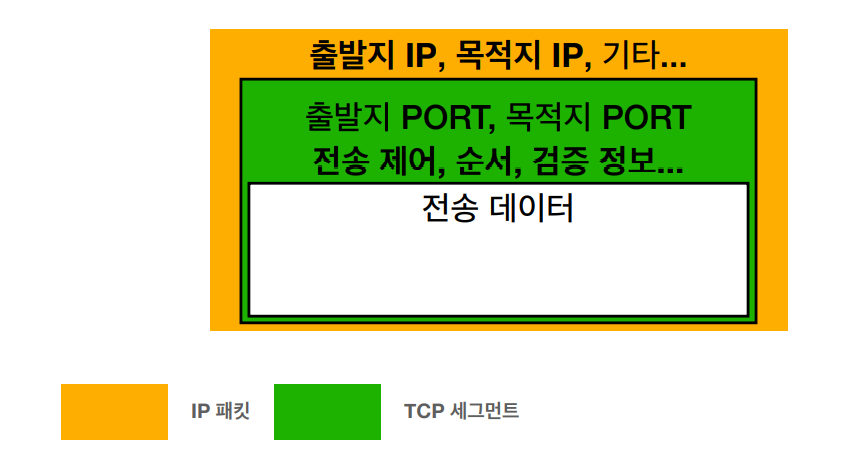 출발지 IP, 목적지 IP, 기타...
출발지 PORT, 목적지 PORT
전송 제어, 순서, 검증 정보...
전송 데이터
IP 패킷
TCP 세그먼트